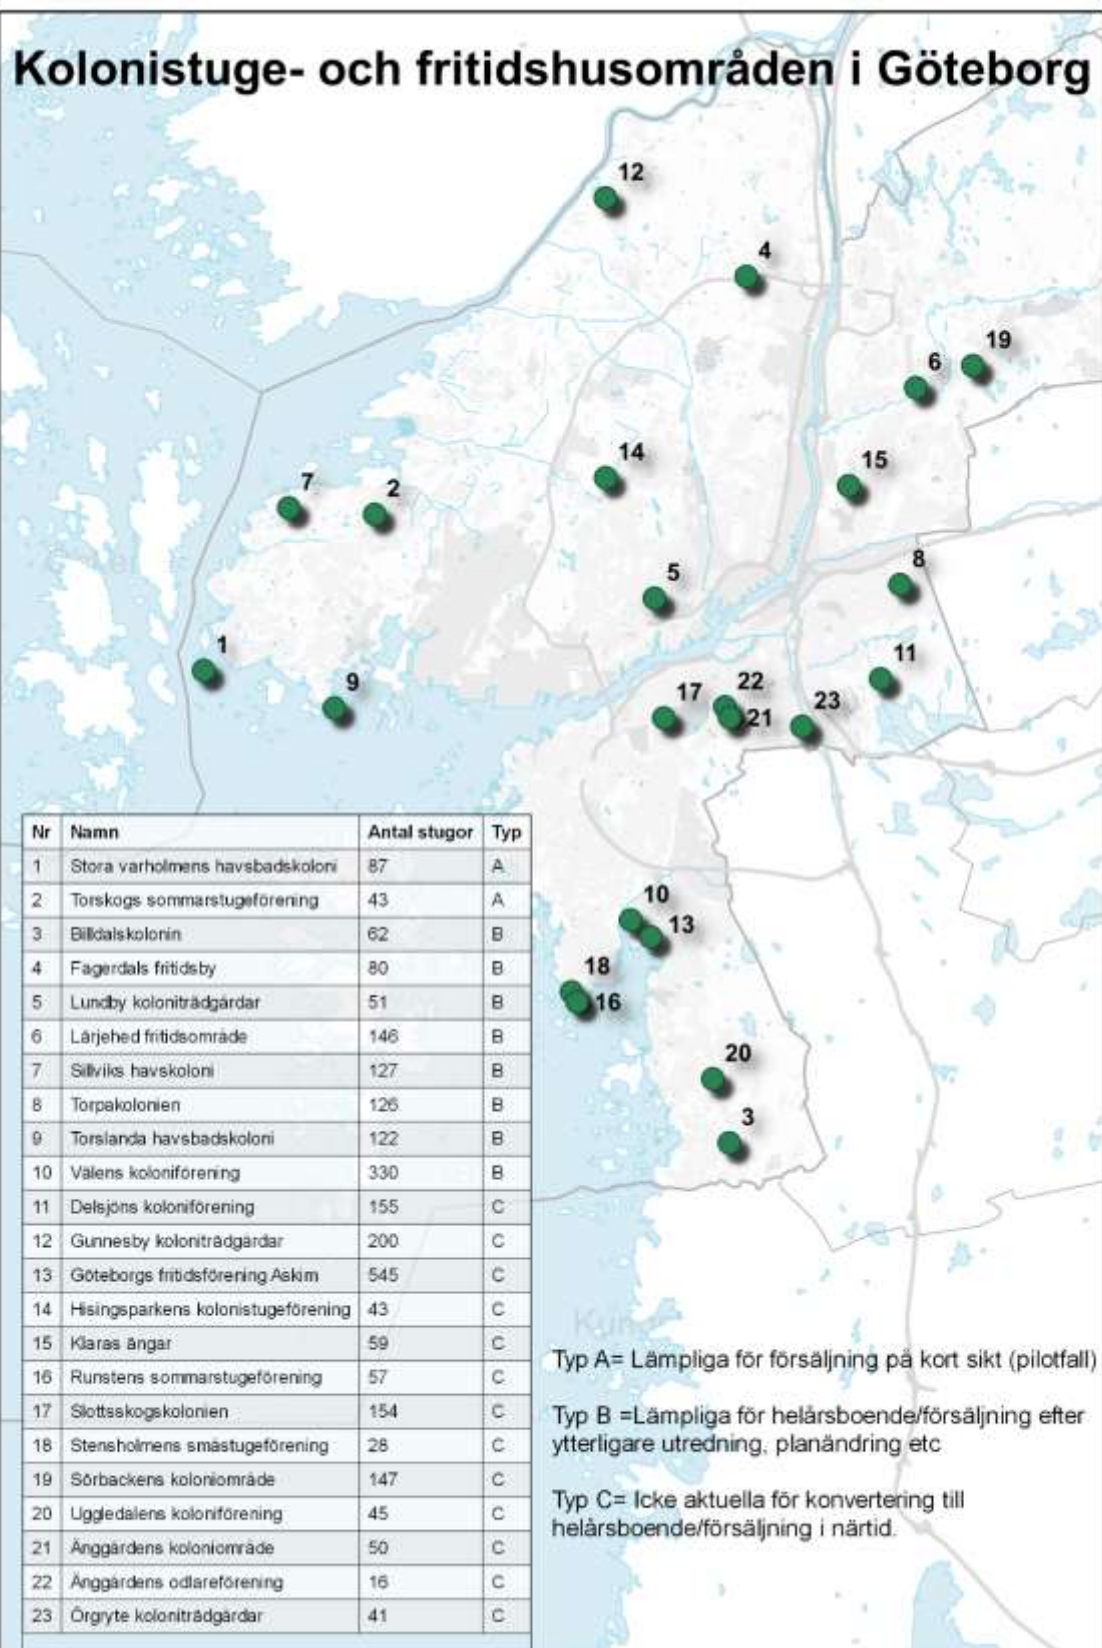 Kolonistuge- och fritidshusområden i Göteborg
12
4
19
6
14
15
7
2
8
5
1
11
9
22
17
21
23
10
13
18
16
20
3
Nr Namn Antal stugor Typ
1 Stora varholmens havsbadskoloni 87 A
2 Torskogs sommarstugeförening 43 A
3 Billdalskolonin 62 B
4 Fagerdals fritidsby 80 B
5 Lundby koloniträdgårdar 51 B
6 Lärjehed fritidsområde 146 B
7 Sillviks havskoloni 127 B
8 Torpakolonien 126 B
9 Torslanda havsbadskoloni 122 B
10 Välens koloniförening 330 B
11 Delsjöns koloniförening 155 C
12 Gunnesby koloniträdgårdar 200 C
13 Göteborgs fritidsförening Askim 545 C
14 Hisingsparkens kolonistugeförening 43 C
15 Klaras ängar 59 C
16 Runstens sommarstugeförening 57 C
17 Slottsskogskolonien 154 C
18 Stensholmens småstugeförening 28 C
19 Sörbackens koloniområde 147 C
20 Uggledalens koloniförening 45 C
21 Änggårdens koloniområde 50 C
22 Änggårdens odlareförening 16 C
23 Örgryte koloniträdgårdar 41 C
Typ A= Lämpliga för försäljning på kort sikt (pilotfall)
Typ B =Lämpliga för helårsboende/försäljning efter
ytterligare utredning, planändring etc
Typ C= Icke aktuella för konvertering till
helårsboende/försäljning i närtid.